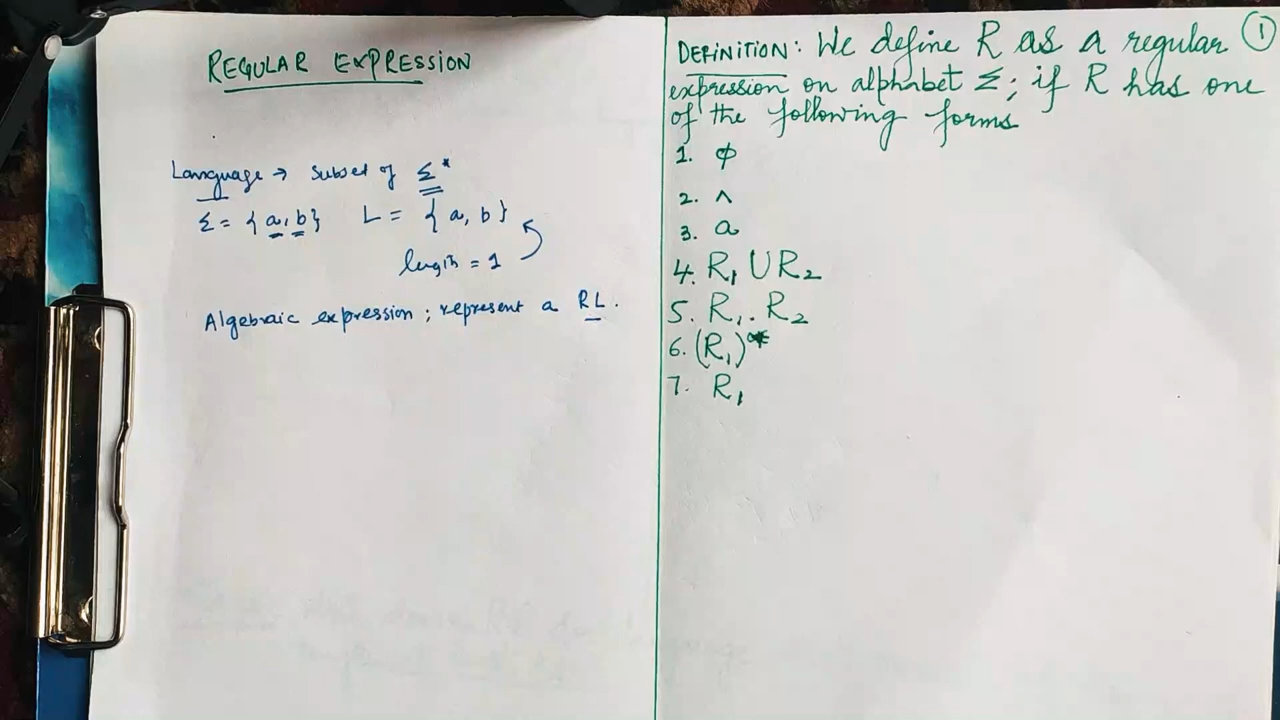 REGULAR EXPRESSION
Language → subset of Σ*
Σ = {a, b} L = {a, b}
length = 1
Algebraic expression; represent a RL.
DEFINITION: We define R as a regular ①
expression on alphabet Σ; if R has one
of the following forms
1. ϕ
2. ∧
3. a
4. R₁ ∪ R₂
5. R₁. R₂
6. (R₁)*
7. R₁